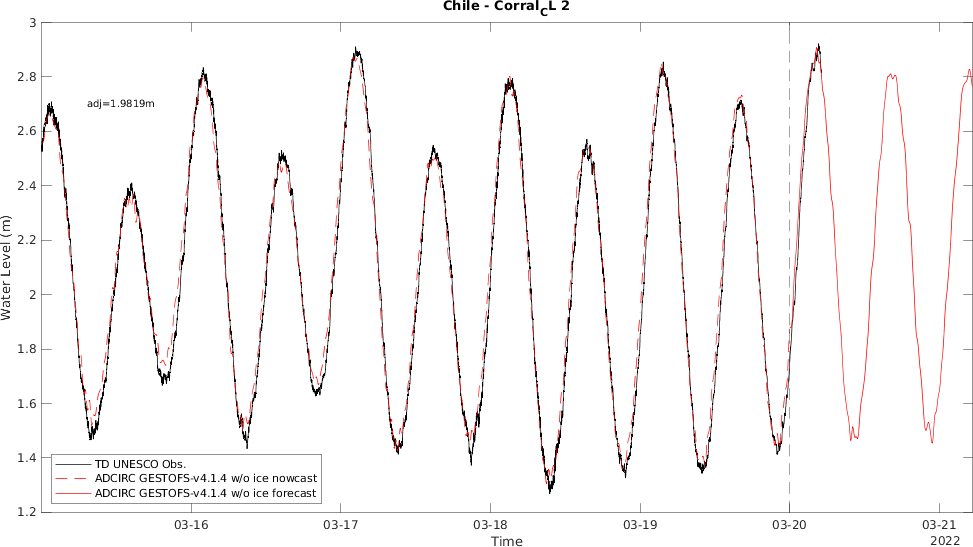 Chile - Corral_CL 2
3
2.8
2.6
2.4
2.2
2
1.8
1.6
1.4
1.2
Water Level (m)
adj=1.9819m
TD UNESCO Obs.
ADCIRC GESTOFS-v4.1.4 w/o ice nowcast
ADCIRC GESTOFS-v4.1.4 w/o ice forecast
03-16 03-17 03-18 03-19 03-20 03-21
Time 2022